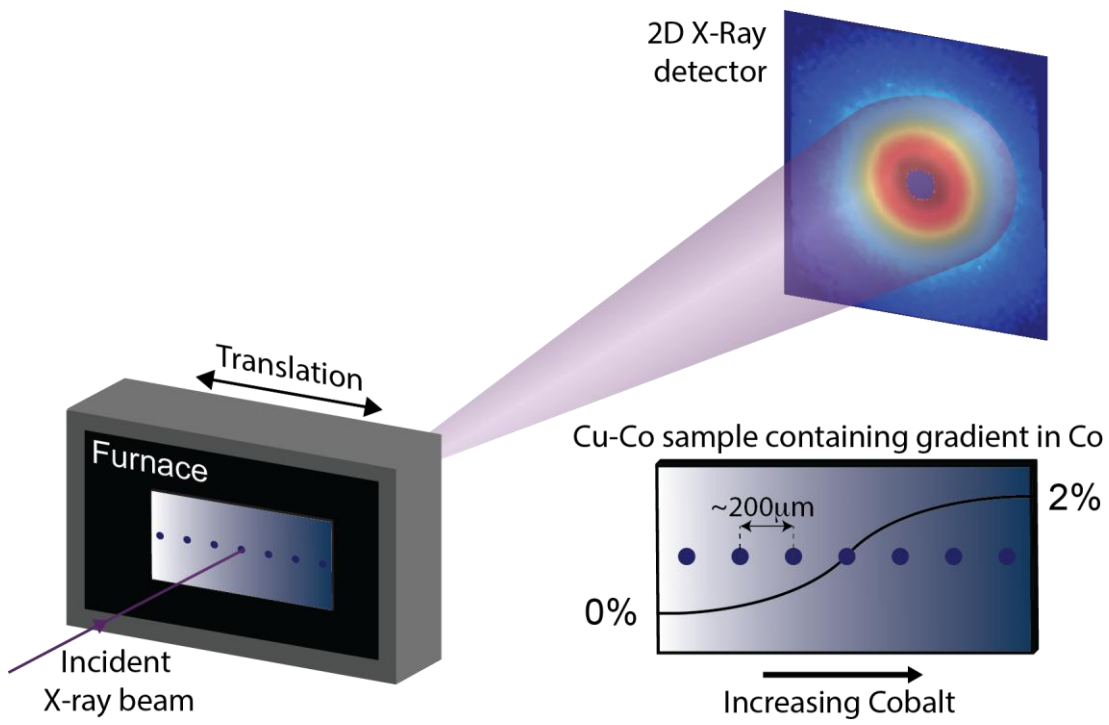 2D X-Ray
detector
Translation
Furnace
Incident
X-ray beam
Cu-Co sample containing gradient in Co
~200μm
2%
0%
Increasing Cobalt